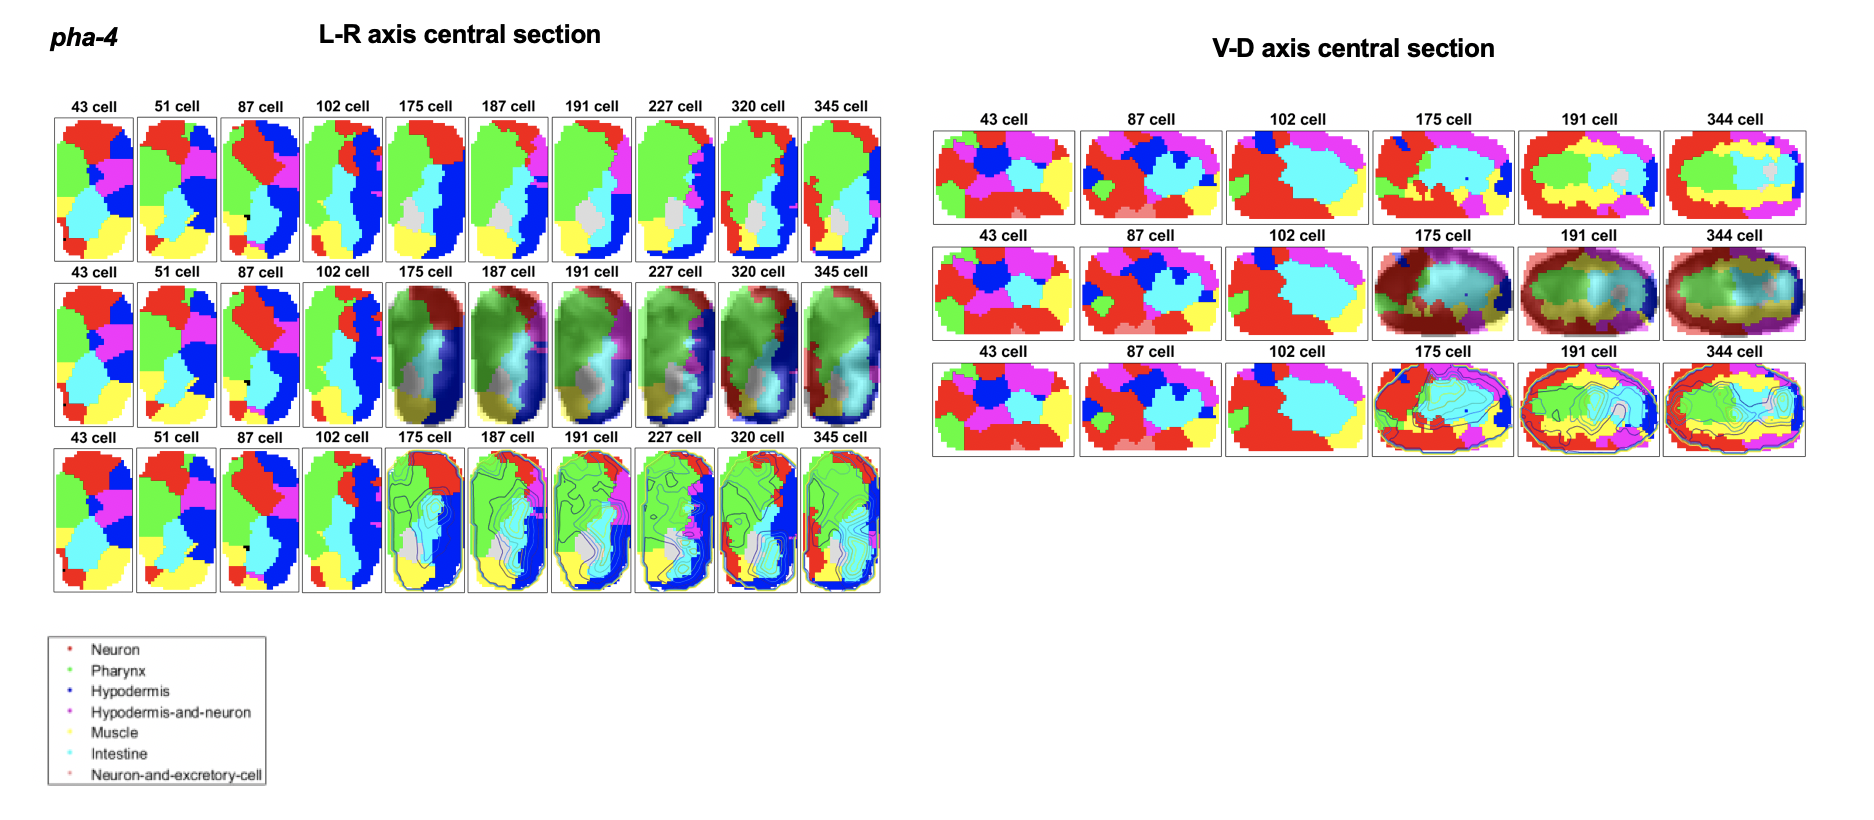 pha-4
L-R axis central section
V-D axis central section
43 cell 51 cell 87 cell 102 cell 175 cell 187 cell 191 cell 227 cell 320 cell 345 cell
43 cell 87 cell 102 cell 175 cell 191 cell 344 cell
43 cell 51 cell 87 cell 102 cell 175 cell 187 cell 191 cell 227 cell 320 cell 345 cell
43 cell 87 cell 102 cell 175 cell 191 cell 344 cell
43 cell 51 cell 87 cell 102 cell 175 cell 187 cell 191 cell 227 cell 320 cell 345 cell
43 cell 87 cell 102 cell 175 cell 191 cell 344 cell
Neuron
Pharynx
Hypodermis
Hypodermis-and-neuron
Muscle
Intestine
Neuron-and-excretory-cell